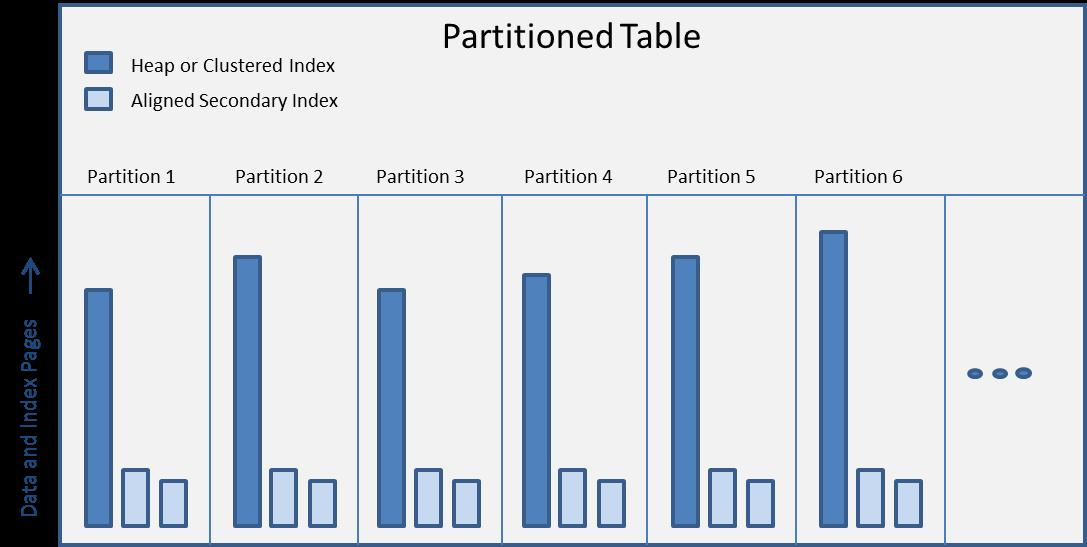 Partitioned Table
Heap or Clustered Index
Aligned Secondary Index
Partition 1
Partition 2
Partition 3
Partition 4
Partition 5
Partition 6
Data and Index Pages